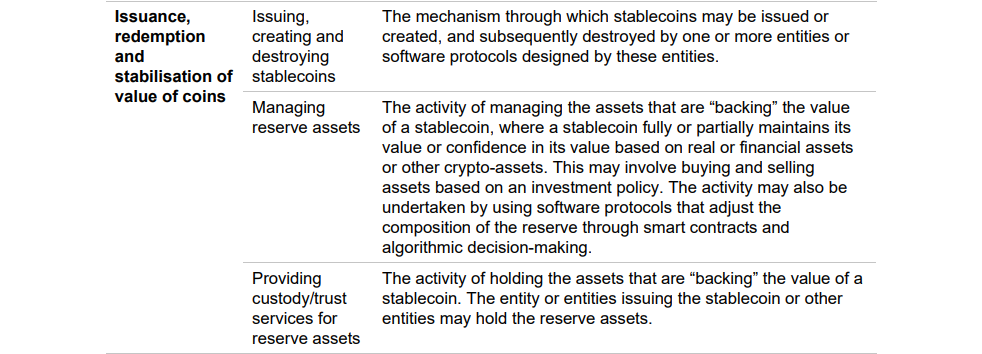 Issuance,
redemption
and
stabilisation of
value of coins
Issuing,
creating and
destroying
stablecoins
The mechanism through which stablecoins may be issued or
created, and subsequently destroyed by one or more entities or
software protocols designed by these entities.
Managing
reserve assets
The activity of managing the assets that are “backing” the value
of a stablecoin, where a stablecoin fully or partially maintains its
value or confidence in its value based on real or financial assets
or other crypto-assets. This may involve buying and selling
assets based on an investment policy. The activity may also be
undertaken by using software protocols that adjust the
composition of the reserve through smart contracts and
algorithmic decision-making.
Providing
custody/trust
services for
reserve assets
The activity of holding the assets that are “backing” the value of a
stablecoin. The entity or entities issuing the stablecoin or other
entities may hold the reserve assets.